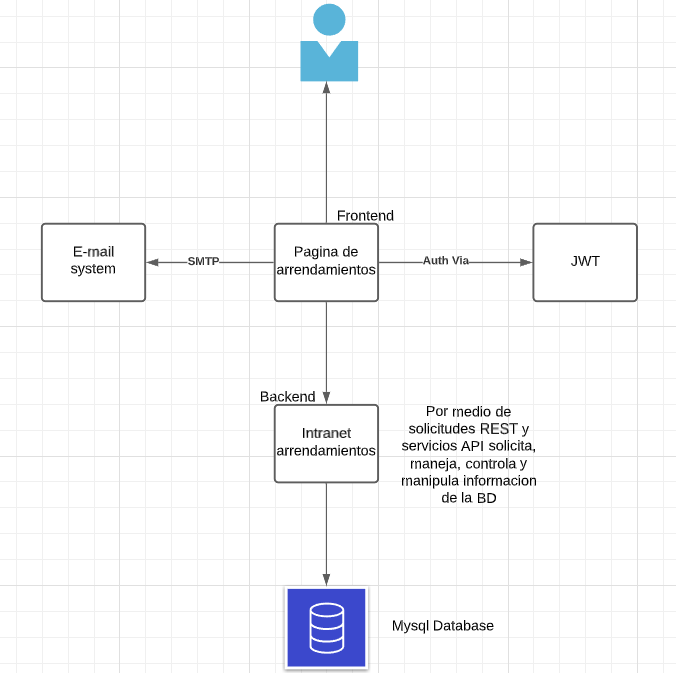 Frontend
E-mail
system
SMTP
Pagina de
arrendamientos
Auth Via
JWT
Backend
Intranet
arrendamientos
Por medio de
solicitudes REST y
servicios API solicita,
maneja, controla y
manipula informacion
de la BD
Mysql Database